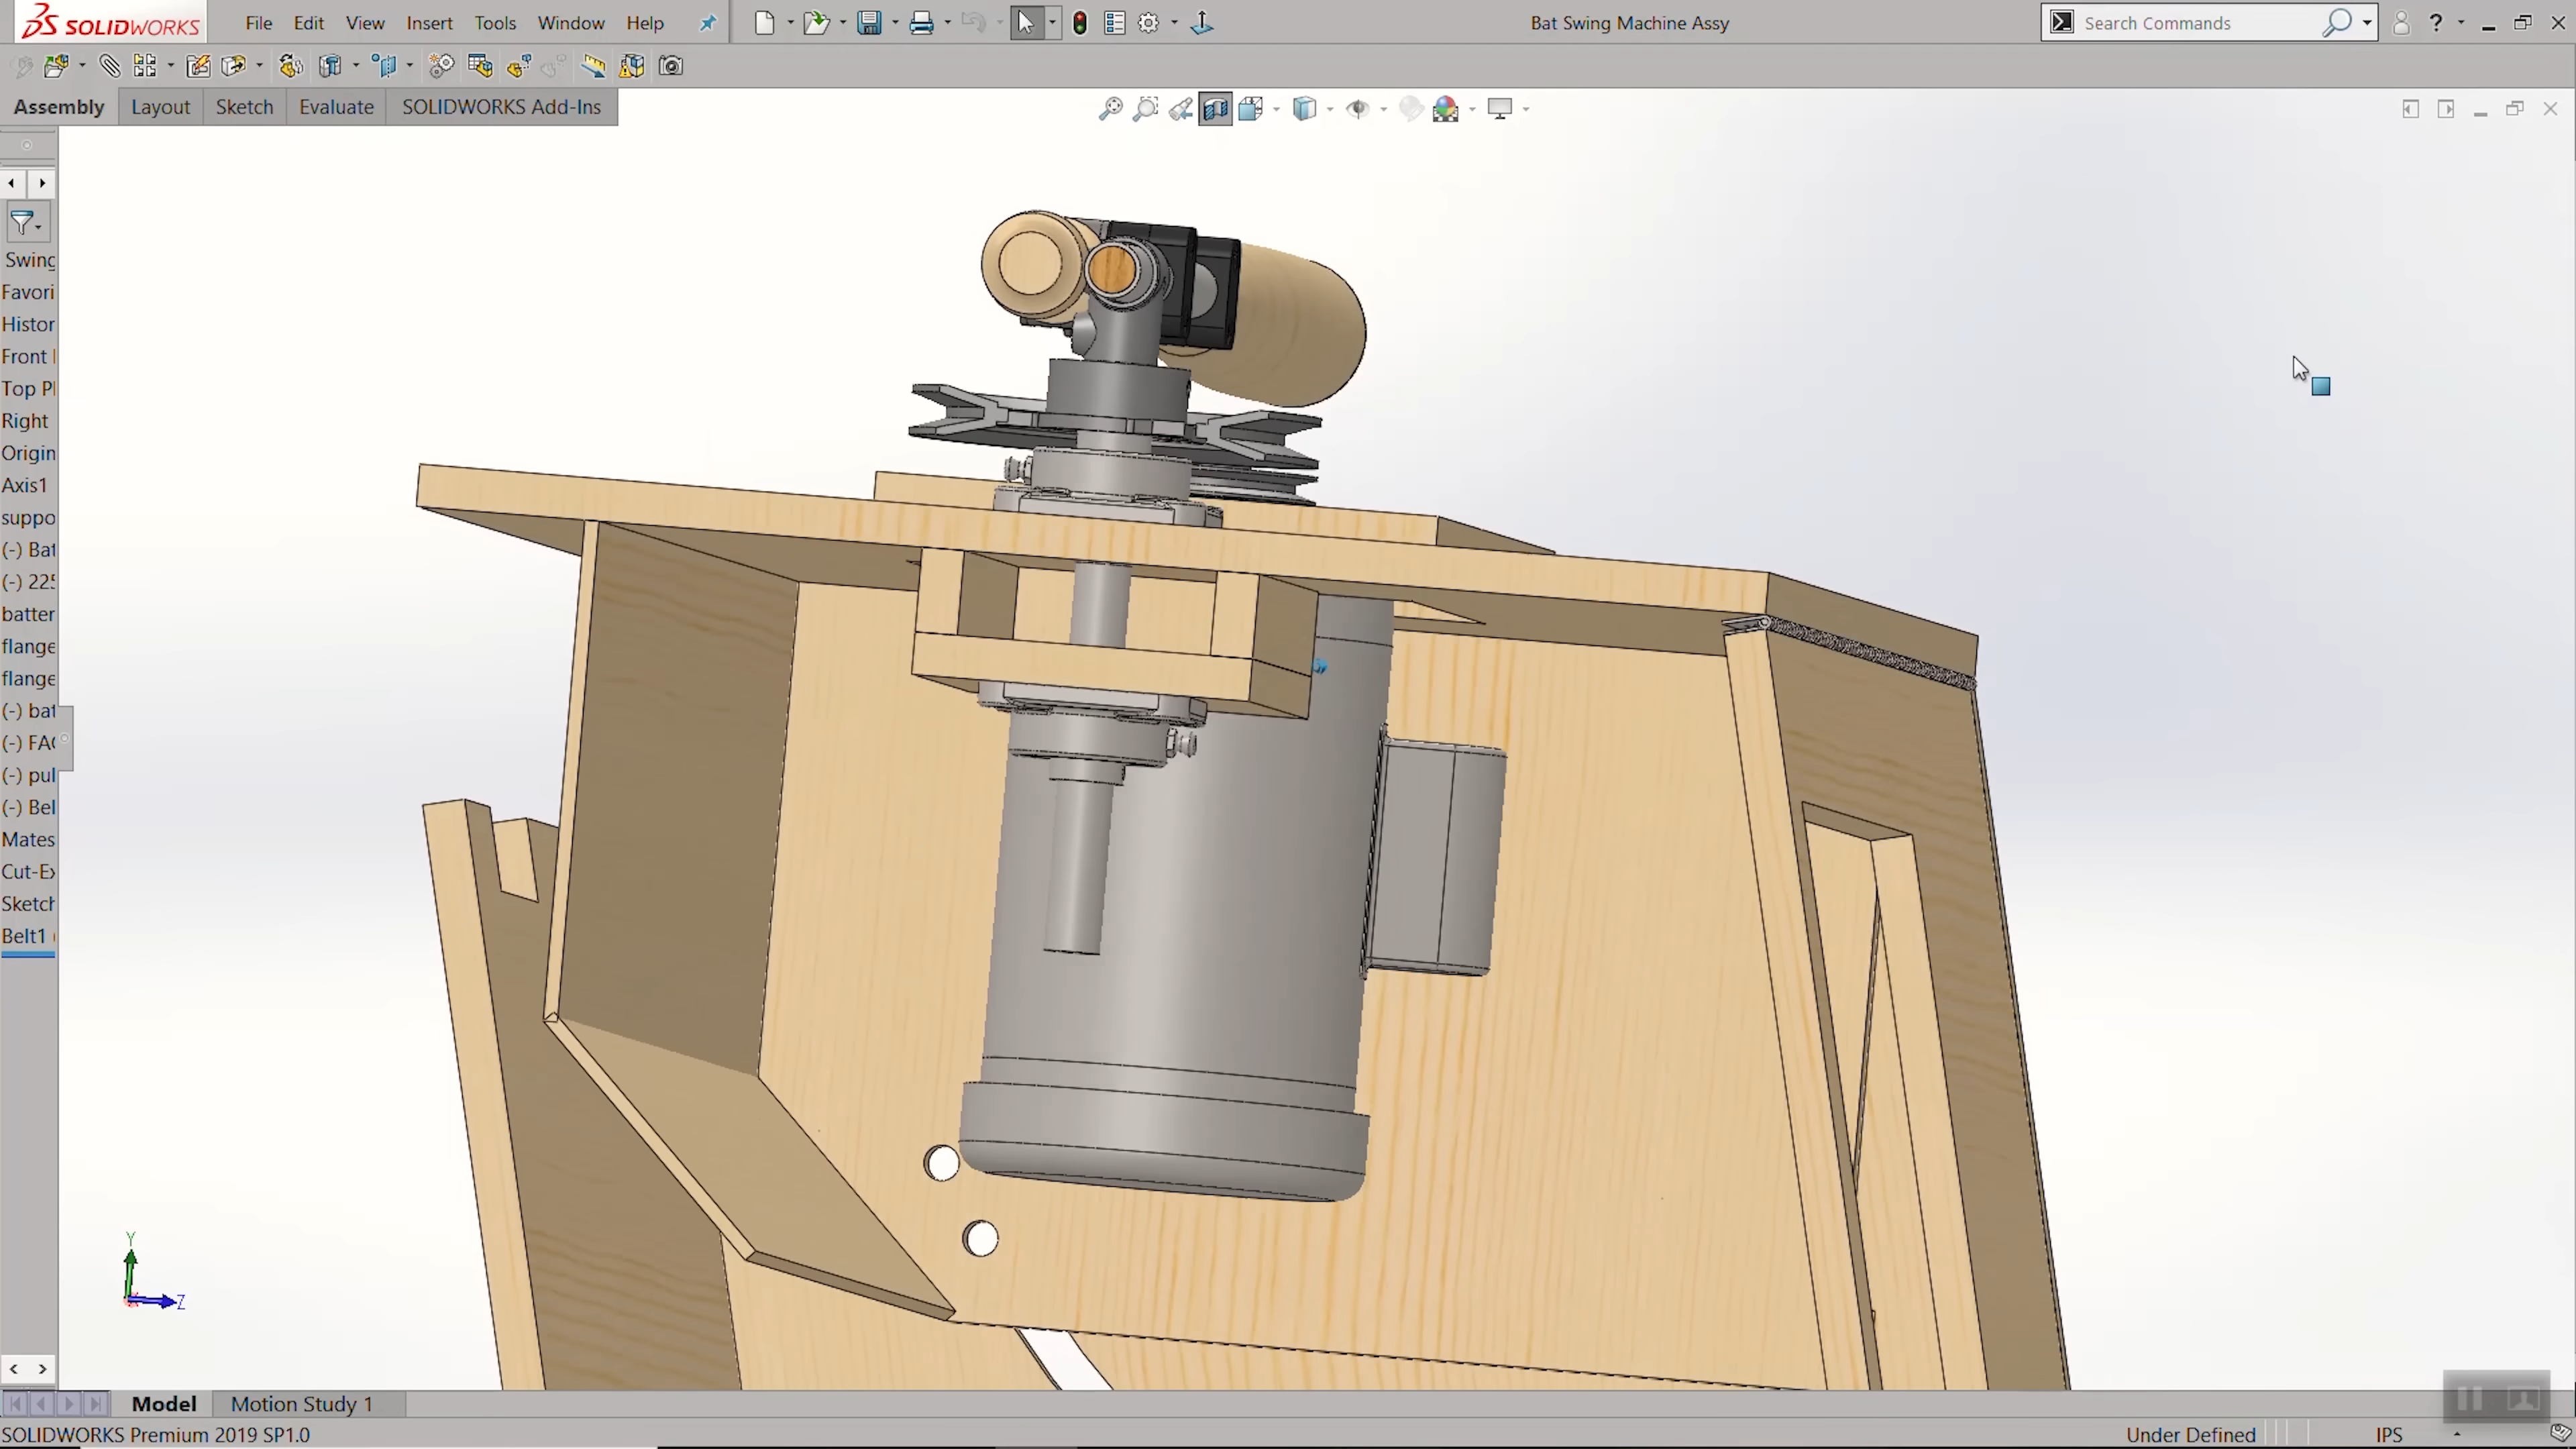 SOLIDWORKS File Edit View Insert Tools Window Help Bat Swing Machine Assy Search Commands ?
Assembly Layout Sketch Evaluate SOLIDWORKS Add-Ins
Swing
Favori
Histor
Front
Top Pl
Right
Origin
Axis1
suppo
(-) Bat
(-) 225
batter
flange
flange
(-) bat
(-) FAC
(-) pul
(-) Bel
Mates
Cut-Ex
Sketch
Belt1
Y
Z
Model Motion Study 1
SOLIDWORKS Premium 2019 SP1.0 Under Defined IPS